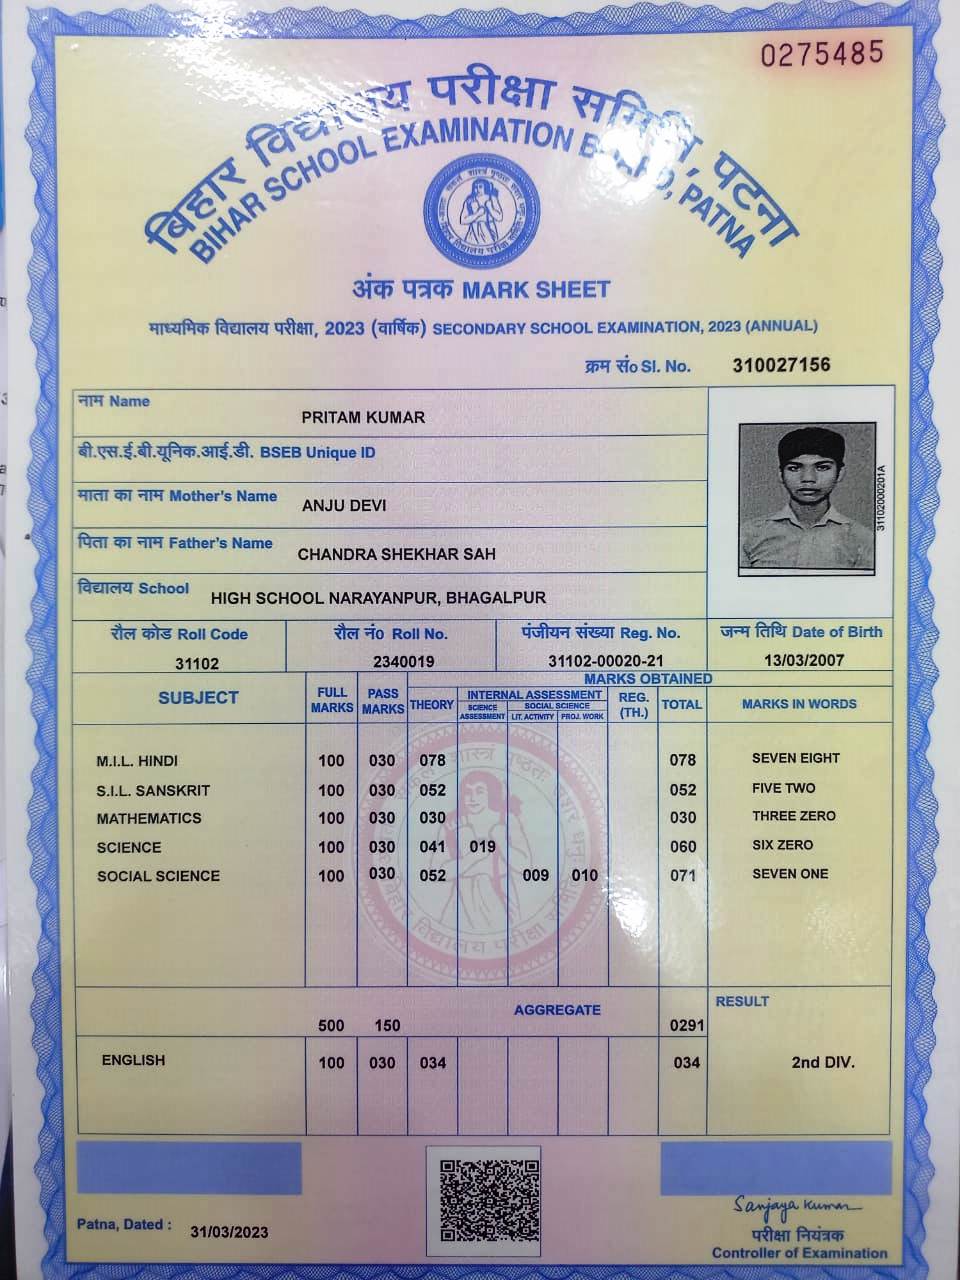 0275485
बिहार विद्यालय परीक्षा समिति, पटना
BIHAR SCHOOL EXAMINATION BOARD, PATNA
अंक पत्रक MARK SHEET
माध्यमिक विद्यालय परीक्षा, 2023 (वार्षिक) SECONDARY SCHOOL EXAMINATION, 2023 (ANNUAL)
क्रम सं० Sl. No. 310027156
नाम Name PRITAM KUMAR
बी.एस.ई.बी.यूनिक.आई.डी. BSEB Unique ID
माता का नाम Mother's Name ANJU DEVI
पिता का नाम Father's Name CHANDRA SHEKHAR SAH
विद्यालय School HIGH SCHOOL NARAYANPUR, BHAGALPUR
31102000201A
रौल कोड Roll Code रौल नं० Roll No. पंजीयन संख्या Reg. No. जन्म तिथि Date of Birth
31102 2340019 31102-00020-21 13/03/2007
MARKS OBTAINED
SUBJECT FULL MARKS PASS MARKS THEORY INTERNAL ASSESSMENT REG. (TH.) TOTAL MARKS IN WORDS
SCIENCE ASSESSMENT SOCIAL SCIENCE LIT. ACTIVITY PROJ. WORK
M.I.L. HINDI 100 030 078 078 SEVEN EIGHT
S.I.L. SANSKRIT 100 030 052 052 FIVE TWO
MATHEMATICS 100 030 030 030 THREE ZERO
SCIENCE 100 030 041 019 060 SIX ZERO
SOCIAL SCIENCE 100 030 052 009 010 071 SEVEN ONE
AGGREGATE RESULT
500 150 0291
ENGLISH 100 030 034 034 2nd DIV.
Sanjaya Kumar
Patna, Dated : 31/03/2023
परीक्षा नियंत्रक
Controller of Examination